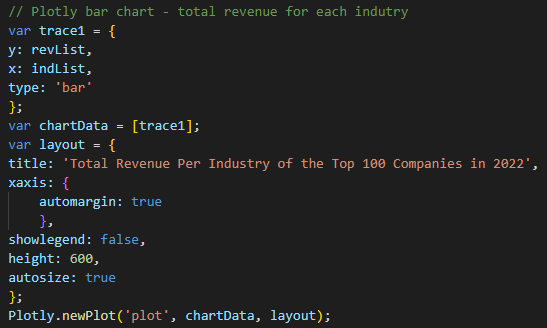 // Plotly bar chart - total revenue for each indutry
var trace1 = {
y: revList,
x: indList,
type: 'bar'
};
var chartData = [trace1];
var layout = {
title: 'Total Revenue Per Industry of the Top 100 Companies in 2022',
xaxis: {
    automargin: true
    },
showlegend: false,
height: 600,
autosize: true
};
Plotly.newPlot('plot', chartData, layout);